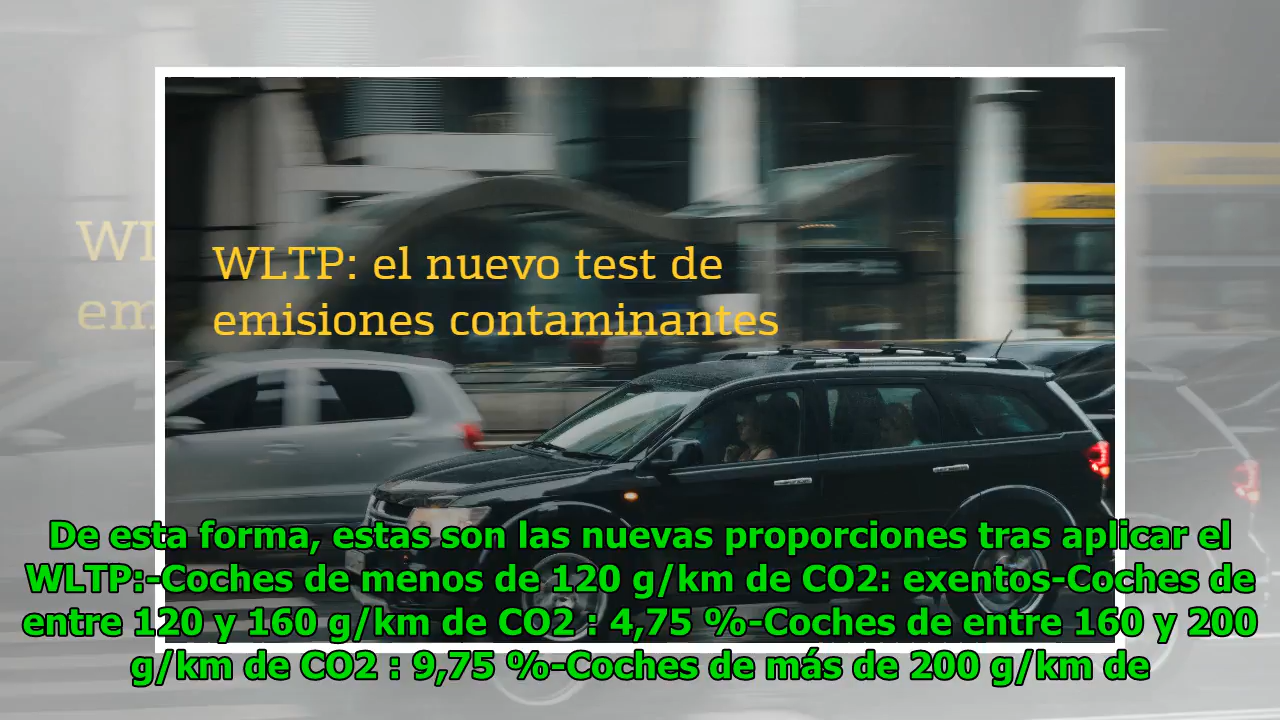 WLTP: el nuevo test de
emisiones contaminantes
De esta forma, estas son las nuevas proporciones tras aplicar el
WLTP:-Coches de menos de 120 g/km de CO2: exentos-Coches de
entre 120 y 160 g/km de CO2 : 4,75 %-Coches de entre 160 y 200
g/km de CO2 : 9,75 %-Coches de más de 200 g/km de